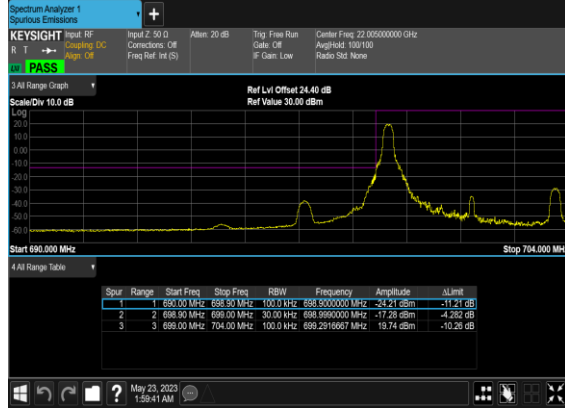 Spectrum Analyzer 1
Spurious Emissions
KEYSIGHT Input: RF Input Z: 50 Ω Atten: 20 dB Trig: Free Run Center Freq: 22.005000000 GHz
R T Coupling: DC Corrections: Off Gate: Off Avg|Hold: 100/100
Align: Off Freq Ref: Int (S) IF Gain: Low Radio Std: None
PASS
3 All Range Graph Ref Lvl Offset 24.40 dB
Scale/Div 10.0 dB Ref Value 30.00 dBm
Log
20.0
10.0
0.00
-10.0
-20.0
-30.0
-40.0
-50.0
-60.0
Start 690.000 MHz Stop 704.000 MH
4 All Range Table
Spur Range Start Freq Stop Freq RBW Frequency Amplitude ΔLimit
1 1 690.00 MHz 698.90 MHz 100.0 kHz 698.9000000 MHz -24.21 dBm -11.21 dB
2 2 698.90 MHz 699.00 MHz 30.00 kHz 698.9990000 MHz -17.28 dBm -4.282 dB
3 3 699.00 MHz 704.00 MHz 100.0 kHz 699.2916667 MHz 19.74 dBm -10.26 dB
? May 23, 2023
1:59:41 AM